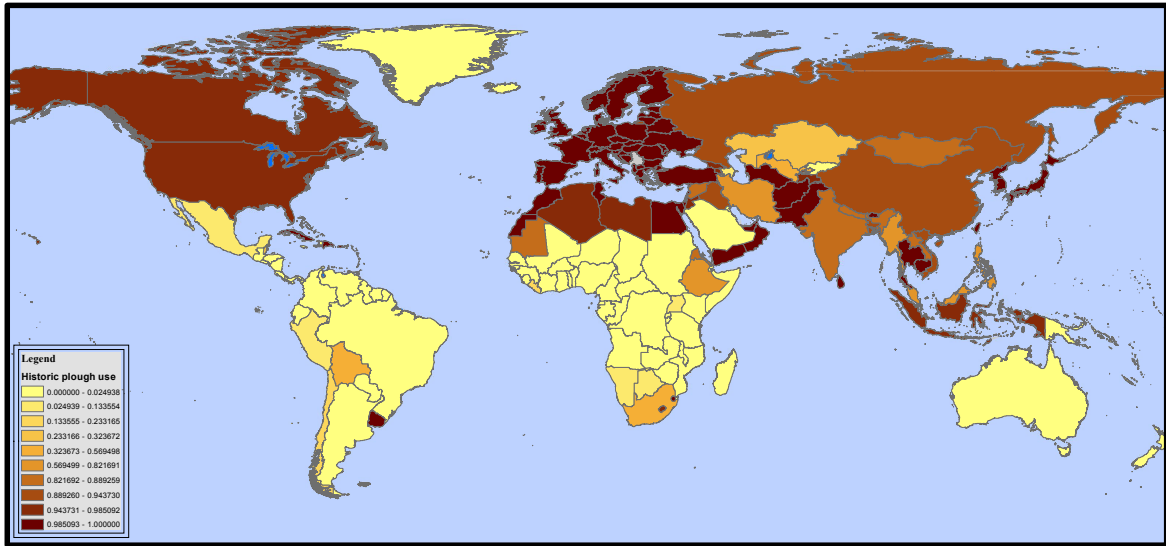 Legend
Historic plough use
0.000000 - 0.024938
0.024939 - 0.133554
0.133555 - 0.233165
0.233166 - 0.323672
0.323673 - 0.569498
0.569499 - 0.821691
0.821692 - 0.889259
0.889260 - 0.943730
0.943731 - 0.985092
0.985093 - 1.000000